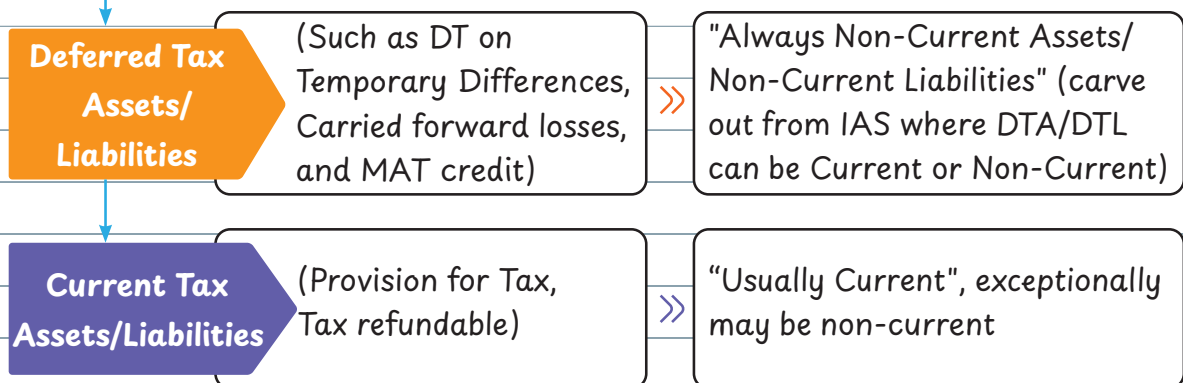 Deferred Tax
Assets/
Liabilities
(Such as DT on
Temporary Differences,
Carried forward losses,
and MAT credit)
"Always Non-Current Assets/
Non-Current Liabilities" (carve
out from IAS where DTA/DTL
can be Current or Non-Current)
Current Tax
Assets/Liabilities
(Provision for Tax,
Tax refundable)
“Usually Current", exceptionally
may be non-current